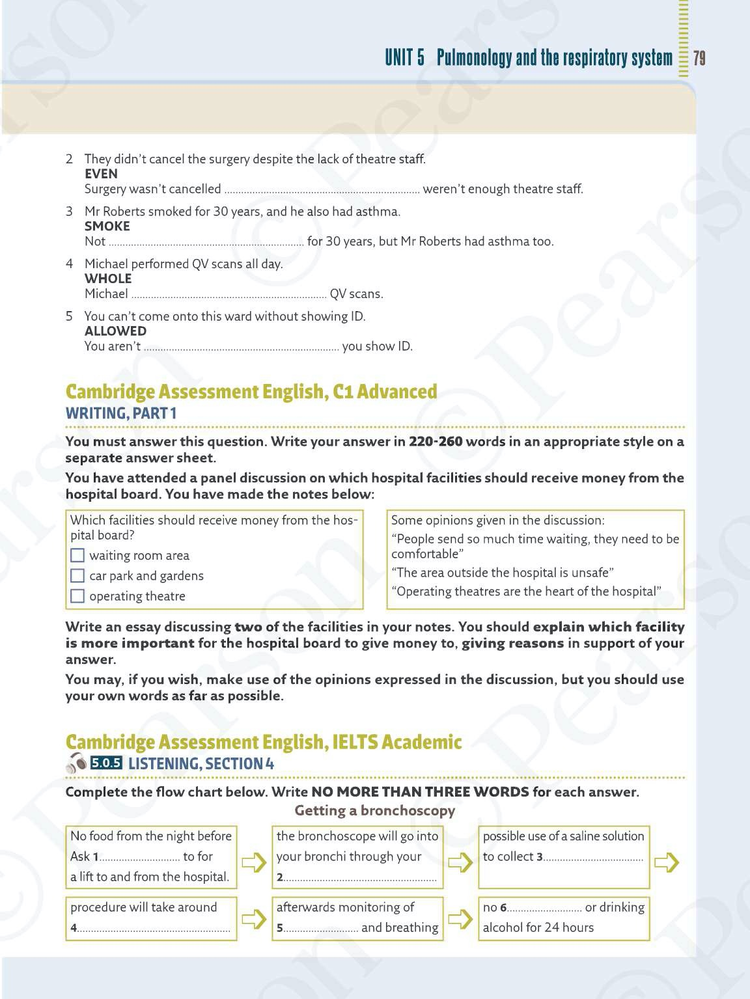 UNIT 5 Pulmonology and the respiratory system 79
2 They didn't cancel the surgery despite the lack of theatre staff.
EVEN
Surgery wasn't cancelled ...................................................................... weren't enough theatre staff.
3 Mr Roberts smoked for 30 years, and he also had asthma.
SMOKE
Not ...................................................................... for 30 years, but Mr Roberts had asthma too.
4 Michael performed QV scans all day.
WHOLE
Michael ...................................................................... QV scans.
5 You can't come onto this ward without showing ID.
ALLOWED
You aren't ...................................................................... you show ID.
Cambridge Assessment English, C1 Advanced
WRITING, PART 1
You must answer this question. Write your answer in 220-260 words in an appropriate style on a
separate answer sheet.
You have attended a panel discussion on which hospital facilities should receive money from the
hospital board. You have made the notes below:
Which facilities should receive money from the hos-
pital board?
waiting room area
car park and gardens
operating theatre
Some opinions given in the discussion:
“People send so much time waiting, they need to be
comfortable”
“The area outside the hospital is unsafe”
“Operating theatres are the heart of the hospital”
Write an essay discussing two of the facilities in your notes. You should explain which facility
is more important for the hospital board to give money to, giving reasons in support of your
answer.
You may, if you wish, make use of the opinions expressed in the discussion, but you should use
your own words as far as possible.
Cambridge Assessment English, IELTS Academic
5.0.5 LISTENING, SECTION 4
Complete the flow chart below. Write NO MORE THAN THREE WORDS for each answer.
Getting a bronchoscopy
No food from the night before
Ask 1............................. to for
a lift to and from the hospital.
the bronchoscope will go into
your bronchi through your
2.......................................................
possible use of a saline solution
to collect 3....................................
procedure will take around
4.......................................................
afterwards monitoring of
5........................... and breathing
no 6........................... or drinking
alcohol for 24 hours
© Pearson
© Pearson
© Pearson
© Pearson